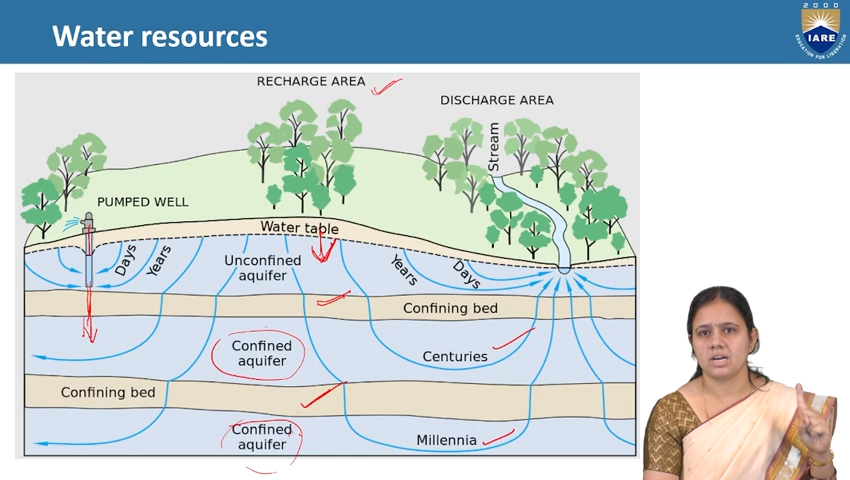 Water resources
2000
IARE
EDUCATION FOR LIBERATION
RECHARGE AREA
DISCHARGE AREA
Stream
PUMPED WELL
Water table
Days
Years
Unconfined
aquifer
Years
Days
Confining bed
Confined
aquifer
Centuries
Confining bed
Confined
aquifer
Millennia